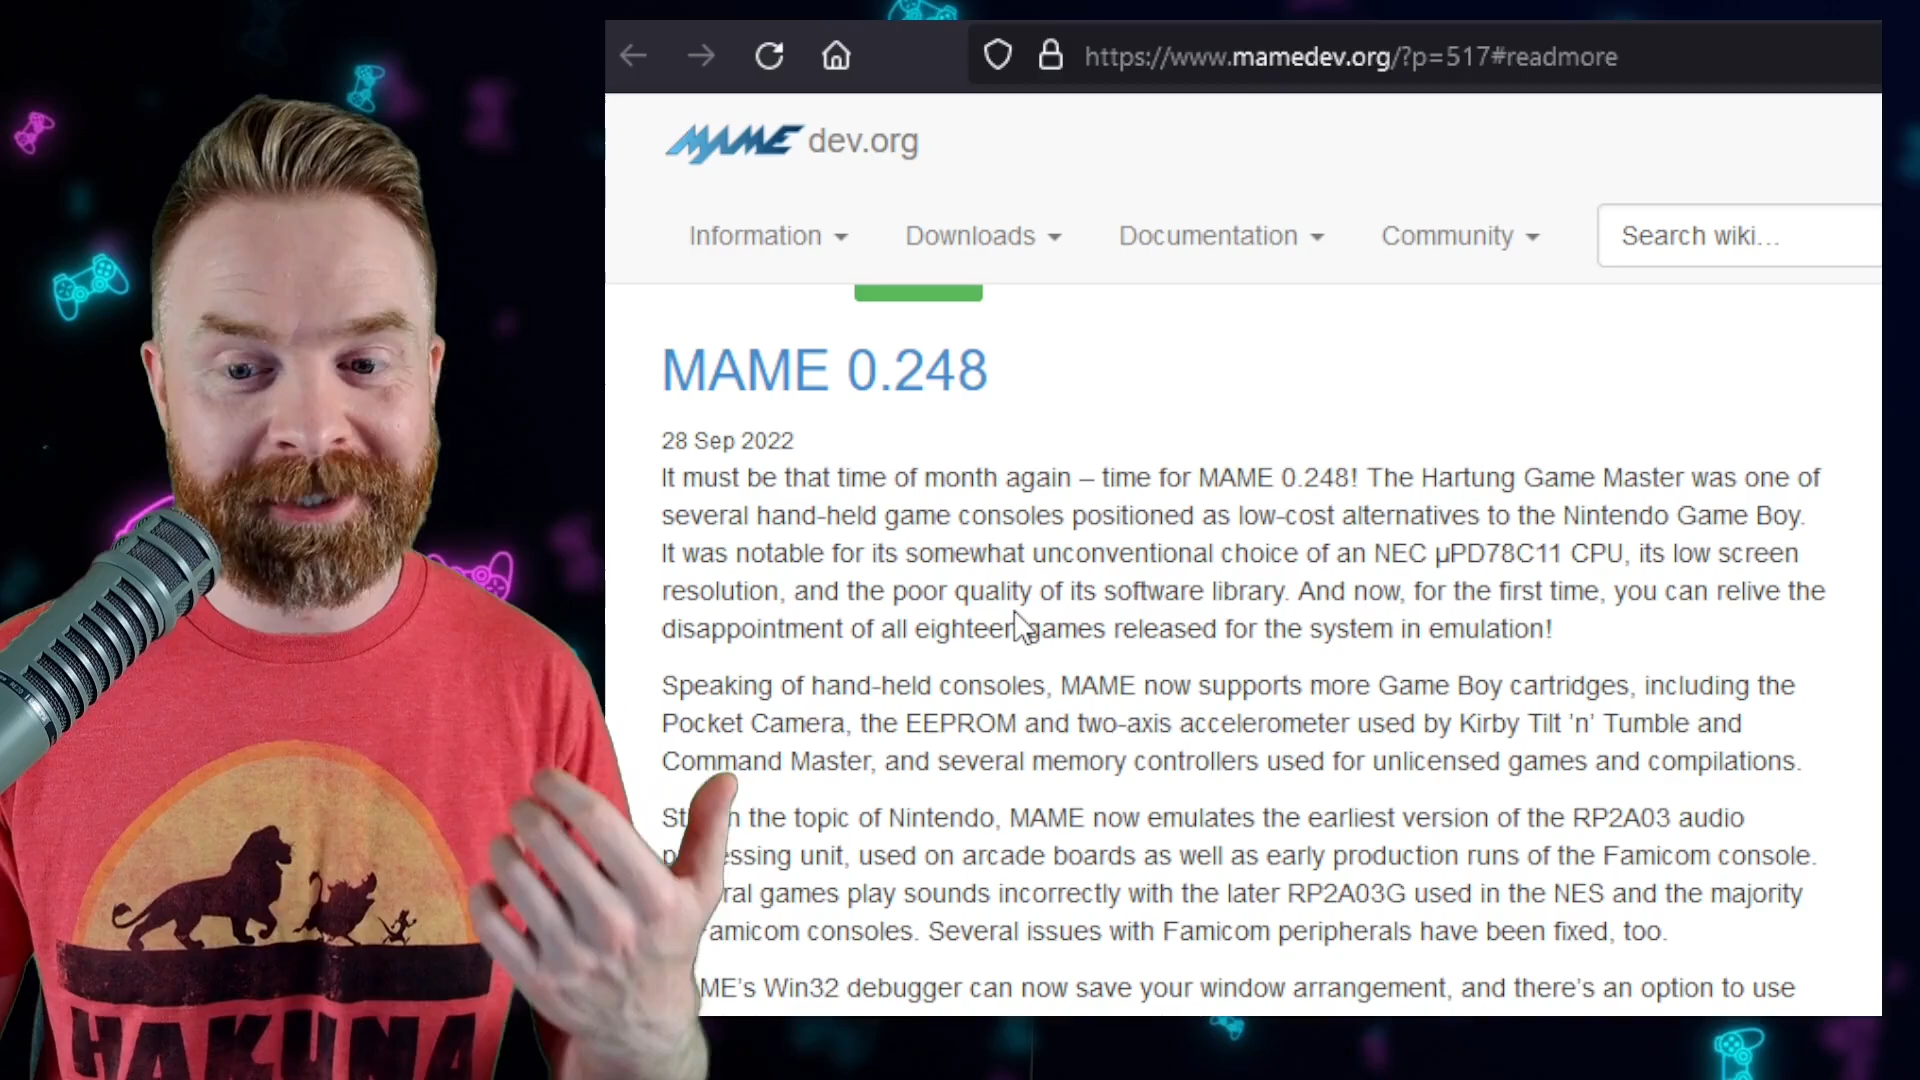 https://www.mamedev.org/?p=517#readmore
MAME dev.org
Information Downloads Documentation Community Search wiki...
MAME 0.248
28 Sep 2022
It must be that time of month again – time for MAME 0.248! The Hartung Game Master was one of
several hand-held game consoles positioned as low-cost alternatives to the Nintendo Game Boy.
It was notable for its somewhat unconventional choice of an NEC µPD78C11 CPU, its low screen
resolution, and the poor quality of its software library. And now, for the first time, you can relive the
disappointment of all eighteen games released for the system in emulation!
Speaking of hand-held consoles, MAME now supports more Game Boy cartridges, including the
Pocket Camera, the EEPROM and two-axis accelerometer used by Kirby Tilt ’n’ Tumble and
Command Master, and several memory controllers used for unlicensed games and compilations.
the topic of Nintendo, MAME now emulates the earliest version of the RP2A03 audio
unit, used on arcade boards as well as early production runs of the Famicom console.
games play sounds incorrectly with the later RP2A03G used in the NES and the majority
Famicom consoles. Several issues with Famicom peripherals have been fixed, too.
Win32 debugger can now save your window arrangement, and there’s an option to use
HAKUNA